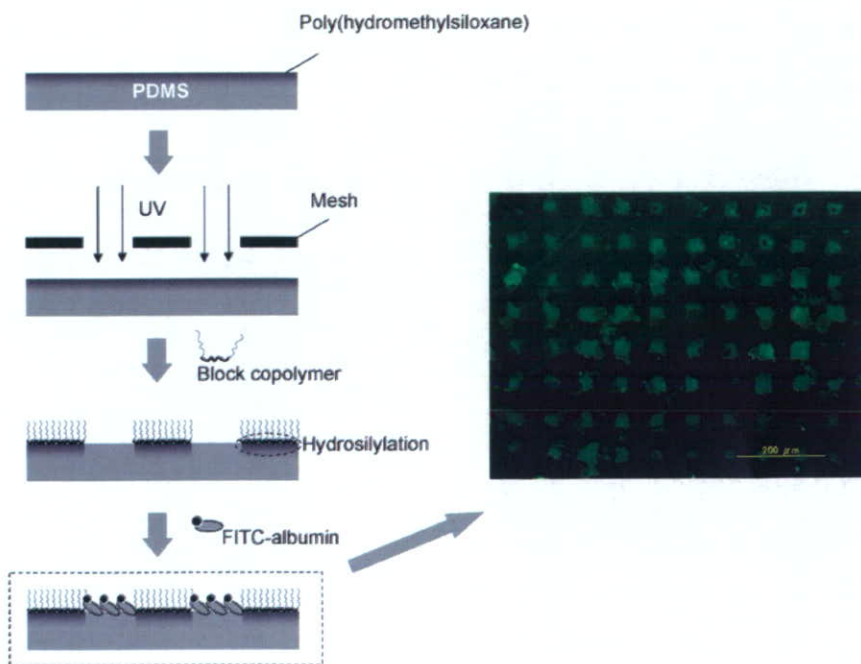 Poly(hydromethylsiloxane)
PDMS
UV
Mesh
Block copolymer
Hydrosilylation
FITC-albumin
200 μm